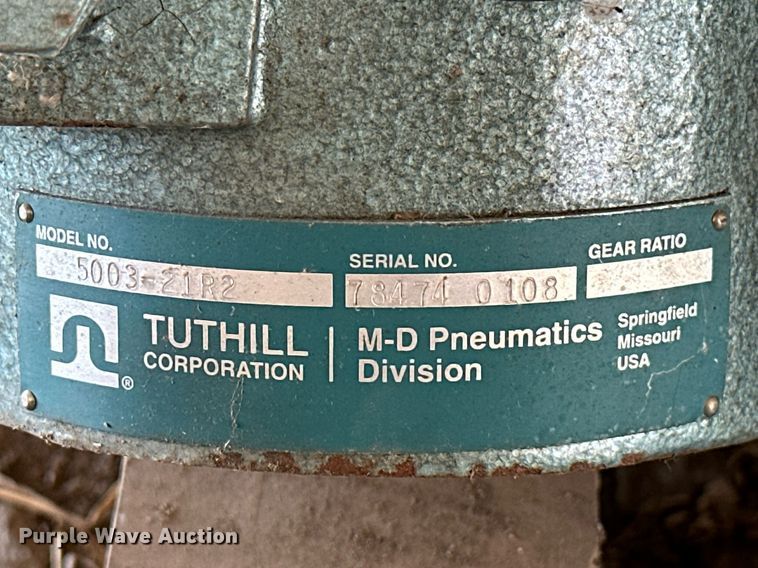 MODEL NO.
5003-21R2
SERIAL NO.
78474 0108
GEAR RATIO
TUTHILL
CORPORATION
®
M-D Pneumatics
Division
Springfield
Missouri
USA
Purple Wave Auction